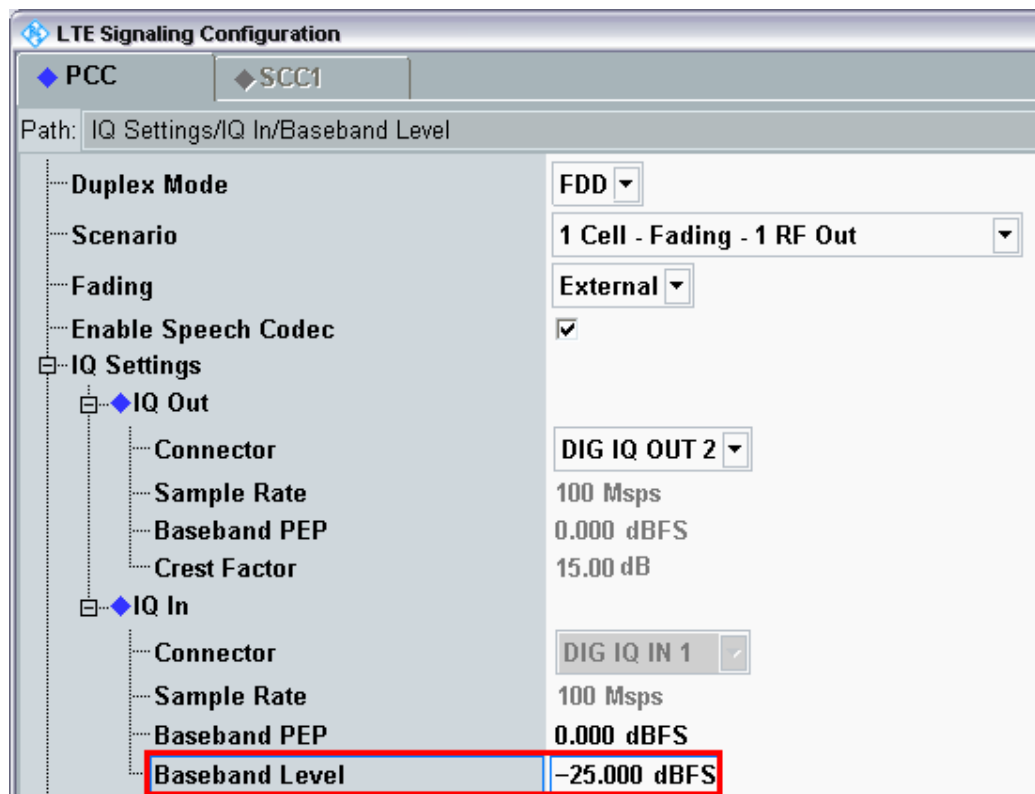 LTE Signaling Configuration
PCC SCC1
Path: IQ Settings/IQ In/Baseband Level
Duplex Mode FDD
Scenario 1 Cell - Fading - 1 RF Out
Fading External
Enable Speech Codec
IQ Settings
IQ Out
Connector DIG IQ OUT 2
Sample Rate 100 Msps
Baseband PEP 0.000 dBFS
Crest Factor 15.00 dB
IQ In
Connector DIG IQ IN 1
Sample Rate 100 Msps
Baseband PEP 0.000 dBFS
Baseband Level −25.000 dBFS